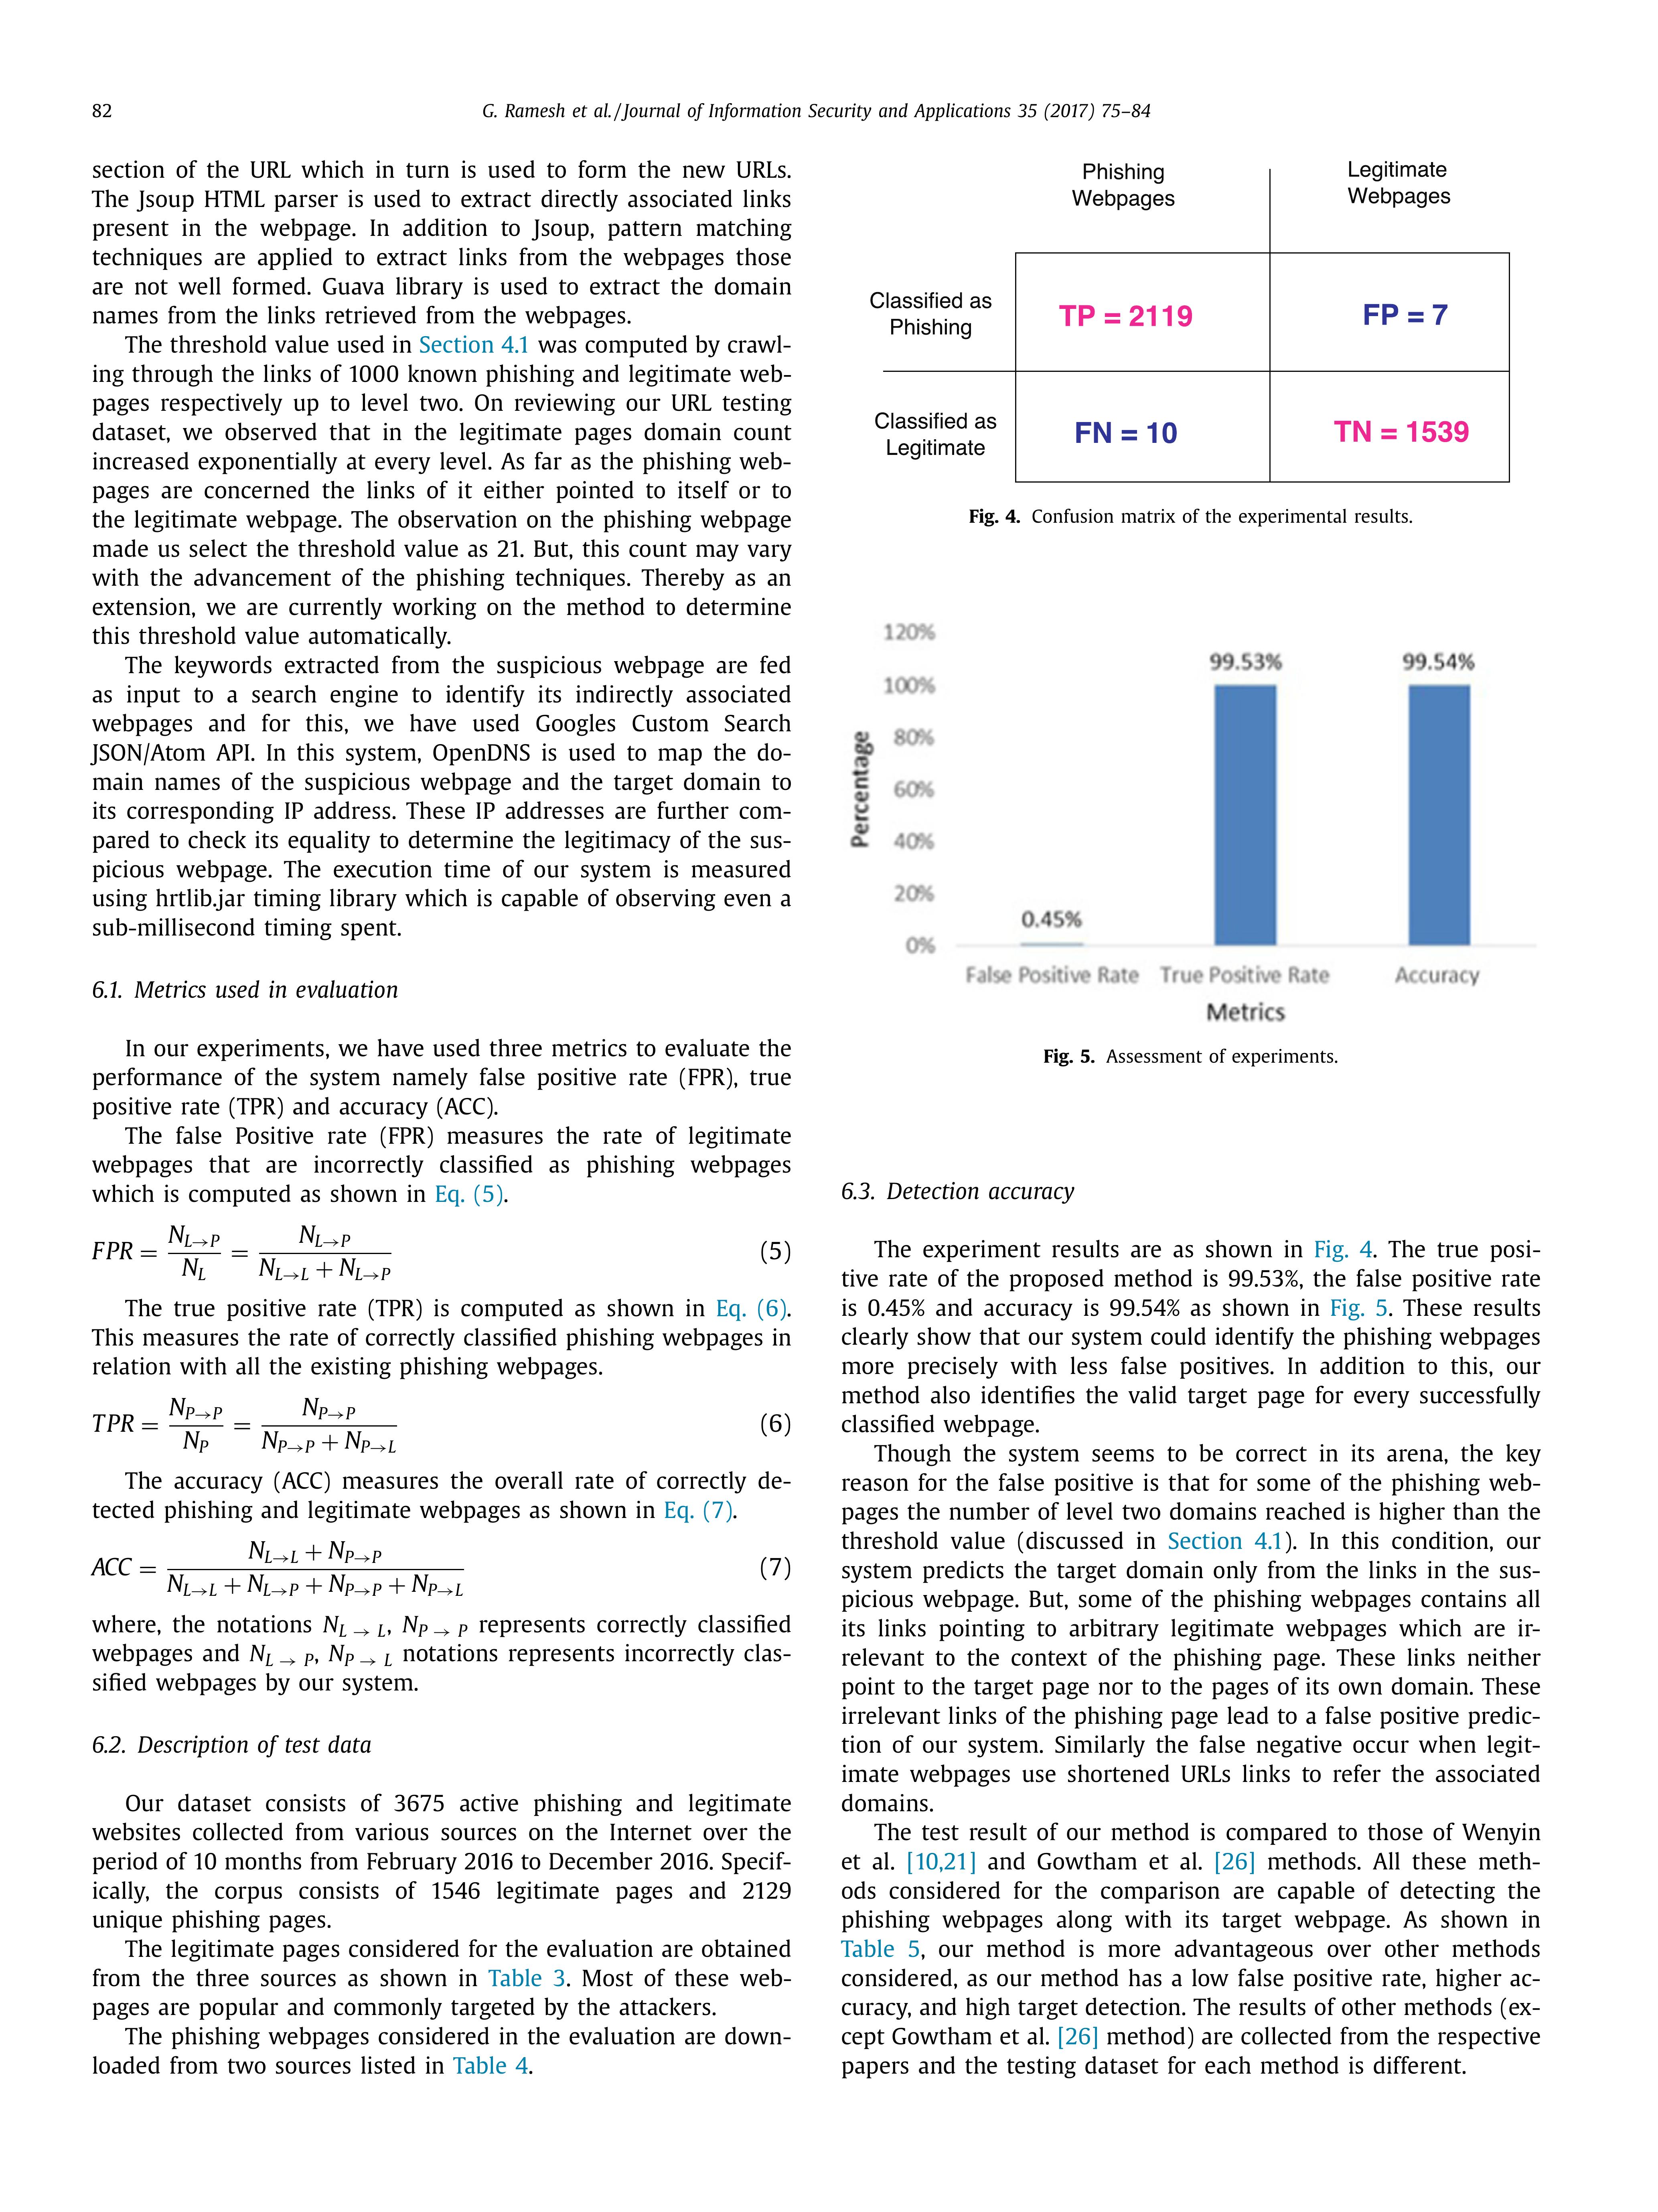 82
G. Ramesh et al. / Journal of Information Security and Applications 35 (2017) 75–84
section of the URL which in turn is used to form the new URLs.
The Jsoup HTML parser is used to extract directly associated links
present in the webpage. In addition to Jsoup, pattern matching
techniques are applied to extract links from the webpages those
are not well formed. Guava library is used to extract the domain
names from the links retrieved from the webpages.
The threshold value used in Section 4.1 was computed by crawl-
ing through the links of 1000 known phishing and legitimate web-
pages respectively up to level two. On reviewing our URL testing
dataset, we observed that in the legitimate pages domain count
increased exponentially at every level. As far as the phishing web-
pages are concerned the links of it either pointed to itself or to
the legitimate webpage. The observation on the phishing webpage
made us select the threshold value as 21. But, this count may vary
with the advancement of the phishing techniques. Thereby as an
extension, we are currently working on the method to determine
this threshold value automatically.
The keywords extracted from the suspicious webpage are fed
as input to a search engine to identify its indirectly associated
webpages and for this, we have used Googles Custom Search
JSON/Atom API. In this system, OpenDNS is used to map the do-
main names of the suspicious webpage and the target domain to
its corresponding IP address. These IP addresses are further com-
pared to check its equality to determine the legitimacy of the sus-
picious webpage. The execution time of our system is measured
using hrtlib.jar timing library which is capable of observing even a
sub-millisecond timing spent.
6.1. Metrics used in evaluation
In our experiments, we have used three metrics to evaluate the
performance of the system namely false positive rate (FPR), true
positive rate (TPR) and accuracy (ACC).
The false Positive rate (FPR) measures the rate of legitimate
webpages that are incorrectly classified as phishing webpages
which is computed as shown in Eq. (5).
FPR = N_{L→P} / N_L = N_{L→P} / (N_{L→L} + N_{L→P}) (5)
The true positive rate (TPR) is computed as shown in Eq. (6).
This measures the rate of correctly classified phishing webpages in
relation with all the existing phishing webpages.
TPR = N_{P→P} / N_P = N_{P→P} / (N_{P→P} + N_{P→L}) (6)
The accuracy (ACC) measures the overall rate of correctly de-
tected phishing and legitimate webpages as shown in Eq. (7).
ACC = (N_{L→L} + N_{P→P}) / (N_{L→L} + N_{L→P} + N_{P→P} + N_{P→L}) (7)
where, the notations N_{L → L}, N_{P → P} represents correctly classified
webpages and N_{L → P}, N_{P → L} notations represents incorrectly clas-
sified webpages by our system.
6.2. Description of test data
Our dataset consists of 3675 active phishing and legitimate
websites collected from various sources on the Internet over the
period of 10 months from February 2016 to December 2016. Specif-
ically, the corpus consists of 1546 legitimate pages and 2129
unique phishing pages.
The legitimate pages considered for the evaluation are obtained
from the three sources as shown in Table 3. Most of these web-
pages are popular and commonly targeted by the attackers.
The phishing webpages considered in the evaluation are down-
loaded from two sources listed in Table 4.
Phishing
Webpages
Legitimate
Webpages
Classified as
Phishing
TP = 2119
FP = 7
Classified as
Legitimate
FN = 10
TN = 1539
Fig. 4. Confusion matrix of the experimental results.
120%
100%
80%
60%
40%
20%
0%
Percentage
0.45%
99.53%
99.54%
False Positive Rate
True Positive Rate
Accuracy
Metrics
Fig. 5. Assessment of experiments.
6.3. Detection accuracy
The experiment results are as shown in Fig. 4. The true posi-
tive rate of the proposed method is 99.53%, the false positive rate
is 0.45% and accuracy is 99.54% as shown in Fig. 5. These results
clearly show that our system could identify the phishing webpages
more precisely with less false positives. In addition to this, our
method also identifies the valid target page for every successfully
classified webpage.
Though the system seems to be correct in its arena, the key
reason for the false positive is that for some of the phishing web-
pages the number of level two domains reached is higher than the
threshold value (discussed in Section 4.1). In this condition, our
system predicts the target domain only from the links in the sus-
picious webpage. But, some of the phishing webpages contains all
its links pointing to arbitrary legitimate webpages which are ir-
relevant to the context of the phishing page. These links neither
point to the target page nor to the pages of its own domain. These
irrelevant links of the phishing page lead to a false positive predic-
tion of our system. Similarly the false negative occur when legit-
imate webpages use shortened URLs links to refer the associated
domains.
The test result of our method is compared to those of Wenyin
et al. [10,21] and Gowtham et al. [26] methods. All these meth-
ods considered for the comparison are capable of detecting the
phishing webpages along with its target webpage. As shown in
Table 5, our method is more advantageous over other methods
considered, as our method has a low false positive rate, higher ac-
curacy, and high target detection. The results of other methods (ex-
cept Gowtham et al. [26] method) are collected from the respective
papers and the testing dataset for each method is different.